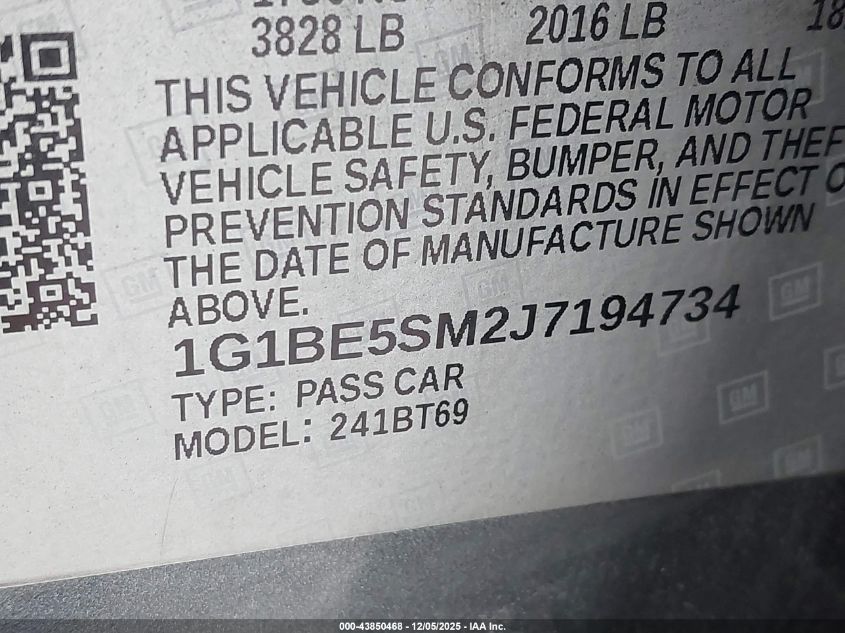 3828 LB 2016 LB 18
THIS VEHICLE CONFORMS TO ALL
APPLICABLE U.S. FEDERAL MOTOR
VEHICLE SAFETY, BUMPER, AND THEF
PREVENTION STANDARDS IN EFFECT O
THE DATE OF MANUFACTURE SHOWN
ABOVE.
1G1BE5SM2J7194734
TYPE: PASS CAR
MODEL: 241BT69
GM
000-43850468 - 12/05/2025 - IAA Inc.